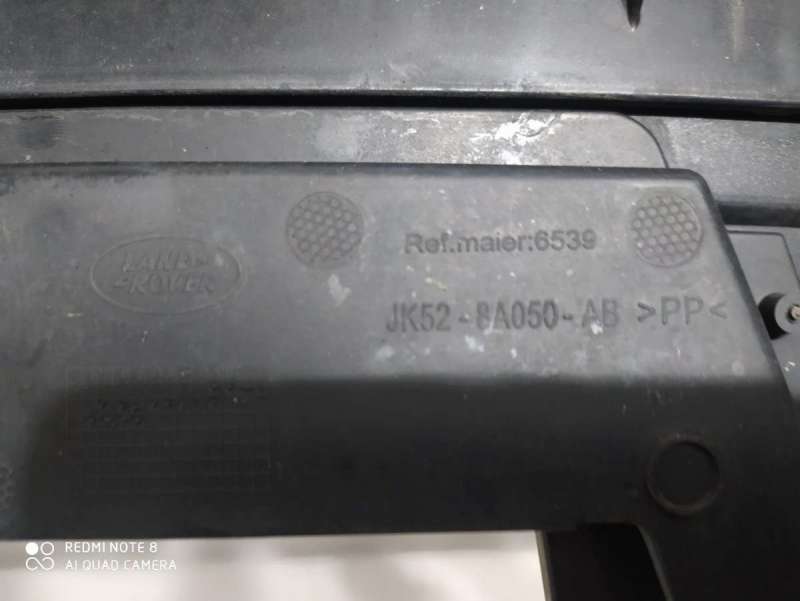 LAND
ROVER
Ref.maier:6539
JK52-8A050-AB >PP<
REDMI NOTE 8
AI QUAD CAMERA